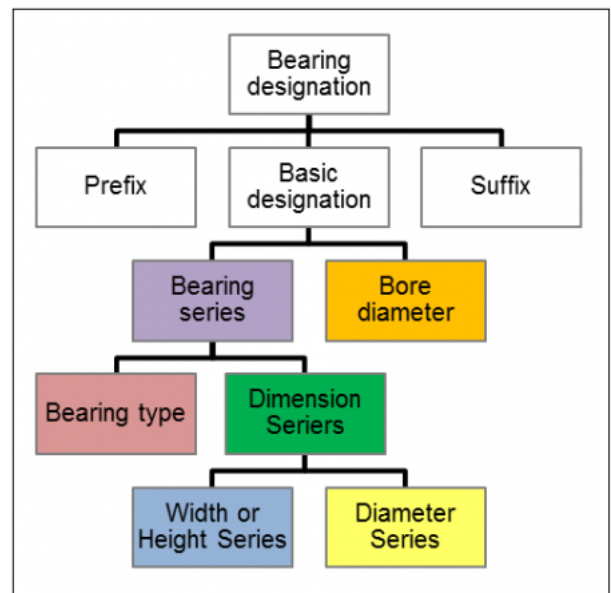 Bearing
designation
Prefix
Basic
designation
Suffix
Bearing
series
Bore
diameter
Bearing type
Dimension
Seriers
Width or
Height Series
Diameter
Series